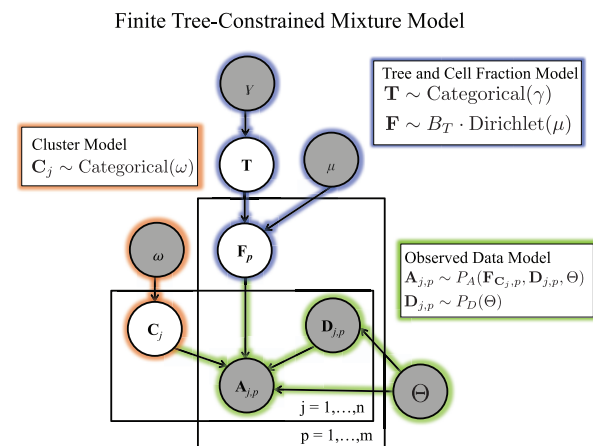 Finite Tree-Constrained Mixture Model
Tree and Cell Fraction Model
T ∼ Categorical(γ)
F ∼ B_T · Dirichlet(μ)
γ
Cluster Model
C_j ∼ Categorical(ω)
T
μ
ω
F_p
Observed Data Model
A_{j,p} ∼ P_A(F_{C_j,p}, D_{j,p}, Θ)
D_{j,p} ∼ P_D(Θ)
C_j
D_{j,p}
A_{j,p}
Θ
j = 1,…,n
p = 1,…,m